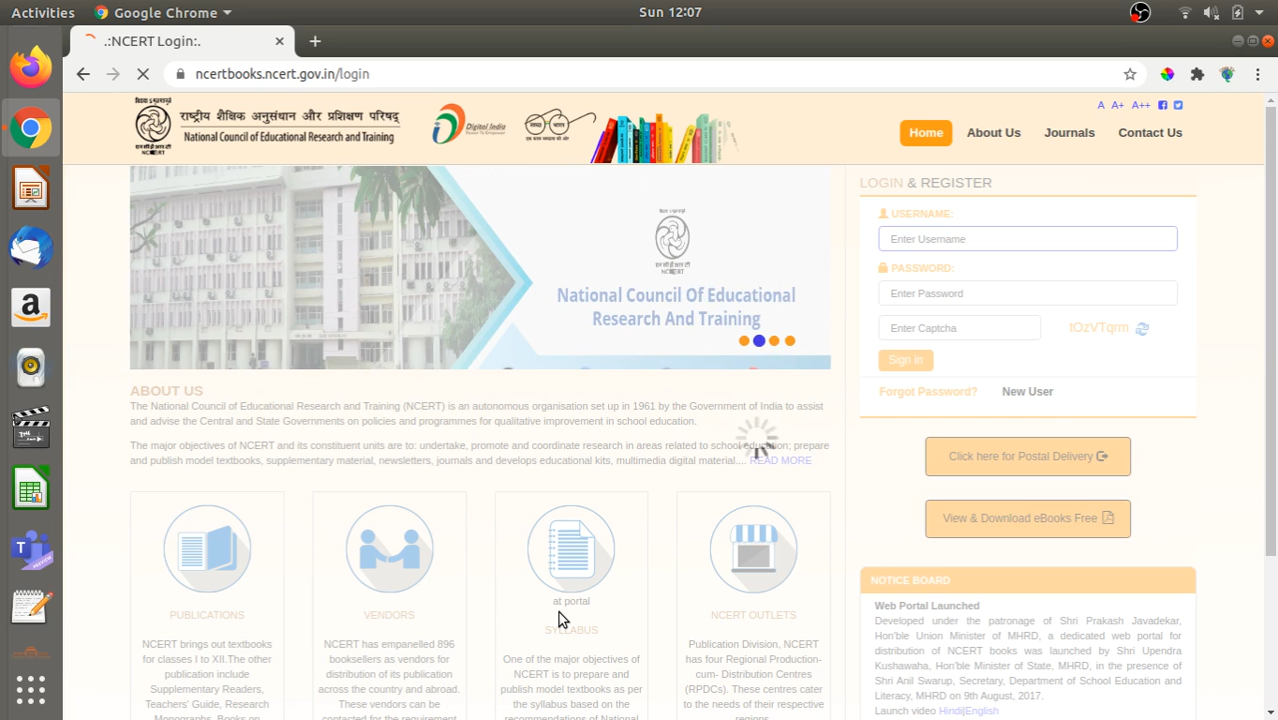 Activities Google Chrome Sun 12:07
.:NCERT Login:.
ncertbooks.ncert.gov.in/login
A A+ A++
राष्ट्रीय शैक्षिक अनुसंधान और प्रशिक्षण परिषद्
National Council of Educational Research and Training
Digital India
Home About Us Journals Contact Us
National Council Of Educational
Research And Training
LOGIN & REGISTER
USERNAME:
Enter Username
PASSWORD:
Enter Password
Enter Captcha tOzVTqrm
Sign in
Forgot Password? New User
Click here for Postal Delivery
View & Download eBooks Free
ABOUT US
The National Council of Educational Research and Training (NCERT) is an autonomous organisation set up in 1961 by the Government of India to assist
and advise the Central and State Governments on policies and programmes for qualitative improvement in school education.
The major objectives of NCERT and its constituent units are to: undertake, promote and coordinate research in areas related to school education; prepare
and publish model textbooks, supplementary material, newsletters, journals and develops educational kits, multimedia digital material.... READ MORE
PUBLICATIONS
NCERT brings out textbooks
for classes I to XII.The other
publication include
Supplementary Readers,
Teachers' Guide, Research
Monographs, Books on
VENDORS
NCERT has empanelled 896
booksellers as vendors for
distribution of its publication
across the country and abroad.
These vendors can be
contacted for the requirement
at portal
SYLLABUS
One of the major objectives of
NCERT is to prepare and
publish model textbooks as per
the syllabus based on the
recommendations of National
NCERT OUTLETS
Publication Division, NCERT
has four Regional Production-
cum- Distribution Centres
(RPDCs). These centres cater
to the needs of their respective
regions.
NOTICE BOARD
Web Portal Launched
Developed under the patronage of Shri Prakash Javadekar,
Hon'ble Union Minister of MHRD, a dedicated web portal for
distribution of NCERT books was launched by Shri Upendra
Kushawaha, Hon'ble Minister of State, MHRD, in the presence of
Shri Anil Swarup, Secretary, Department of School Education and
Literacy, MHRD on 9th August, 2017.
Launch video Hindi|English